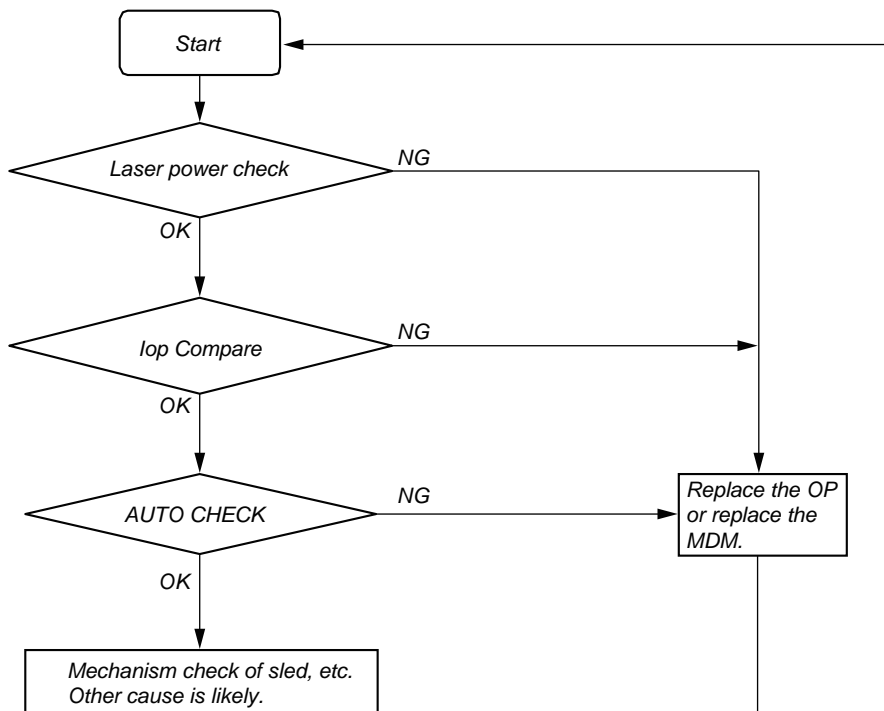 Start
Laser power check
NG
OK
Iop Compare
NG
OK
AUTO CHECK
NG
OK
Replace the OP
or replace the
MDM.
Mechanism check of sled, etc.
Other cause is likely.